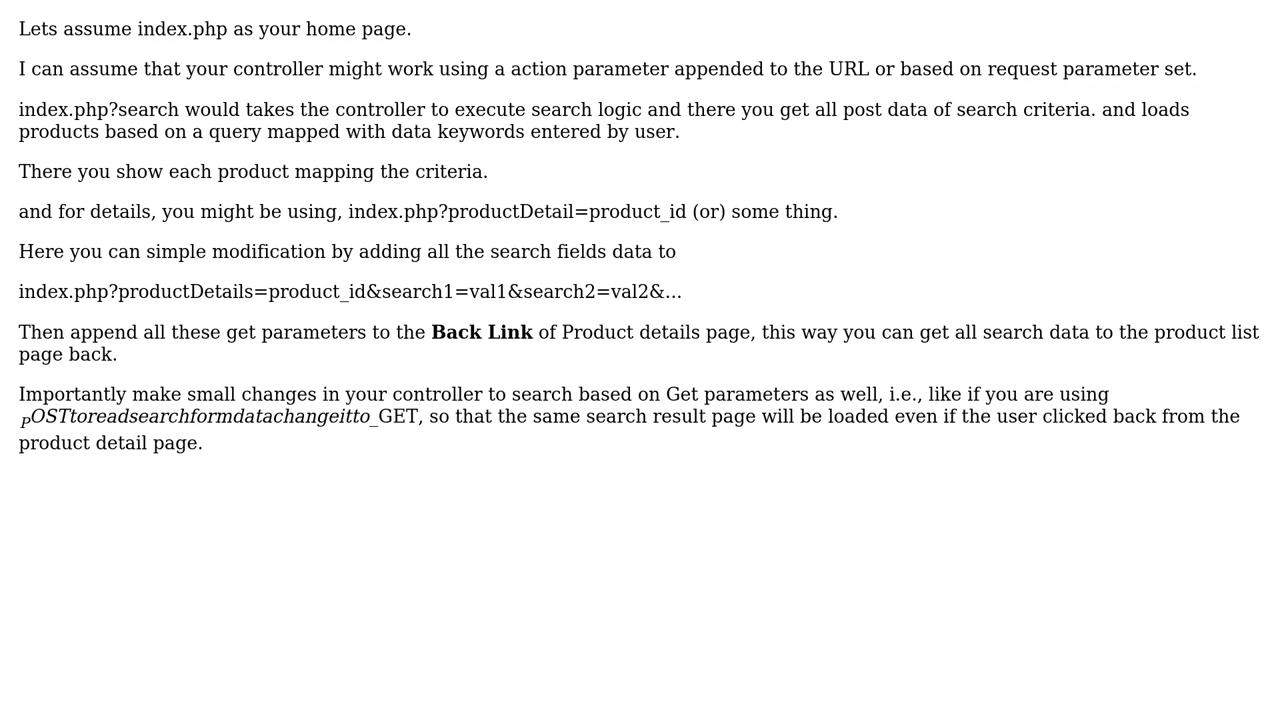 Lets assume index.php as your home page.
I can assume that your controller might work using a action parameter appended to the URL or based on request parameter set.
index.php?search would takes the controller to execute search logic and there you get all post data of search criteria. and loads
products based on a query mapped with data keywords entered by user.
There you show each product mapping the criteria.
and for details, you might be using, index.php?productDetail=product_id (or) some thing.
Here you can simple modification by adding all the search fields data to
index.php?productDetails=product_id&search1=val1&search2=val2&...
Then append all these get parameters to the Back Link of Product details page, this way you can get all search data to the product list
page back.
Importantly make small changes in your controller to search based on Get parameters as well, i.e., like if you are using
POSTtoreadsearchformdatachangeitto_GET, so that the same search result page will be loaded even if the user clicked back from the
product detail page.